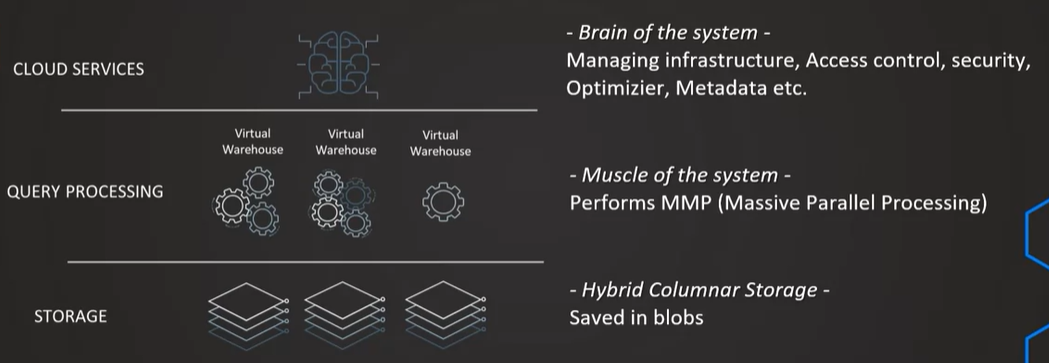 CLOUD SERVICES
- Brain of the system -
Managing infrastructure, Access control, security,
Optimizier, Metadata etc.
Virtual
Warehouse
Virtual
Warehouse
Virtual
Warehouse
QUERY PROCESSING
- Muscle of the system -
Performs MMP (Massive Parallel Processing)
STORAGE
- Hybrid Columnar Storage -
Saved in blobs